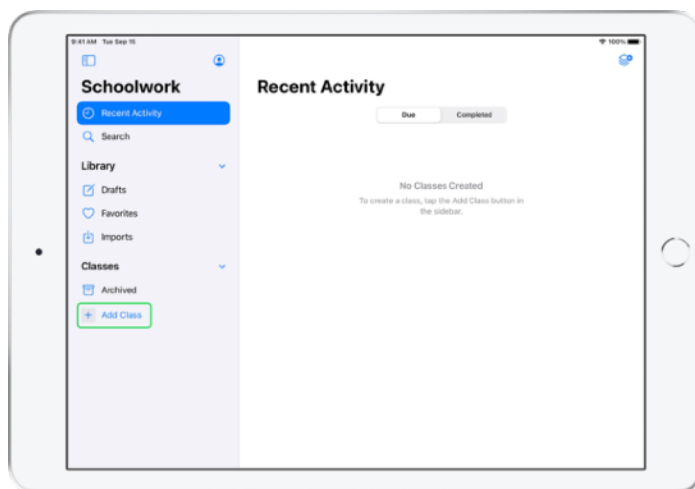 9:41 AM Tue Sep 15
100%
Schoolwork
Recent Activity
Search
Library
Drafts
Favorites
Imports
Classes
Archived
Add Class
Recent Activity
Due
Completed
No Classes Created
To create a class, tap the Add Class button in
the sidebar.